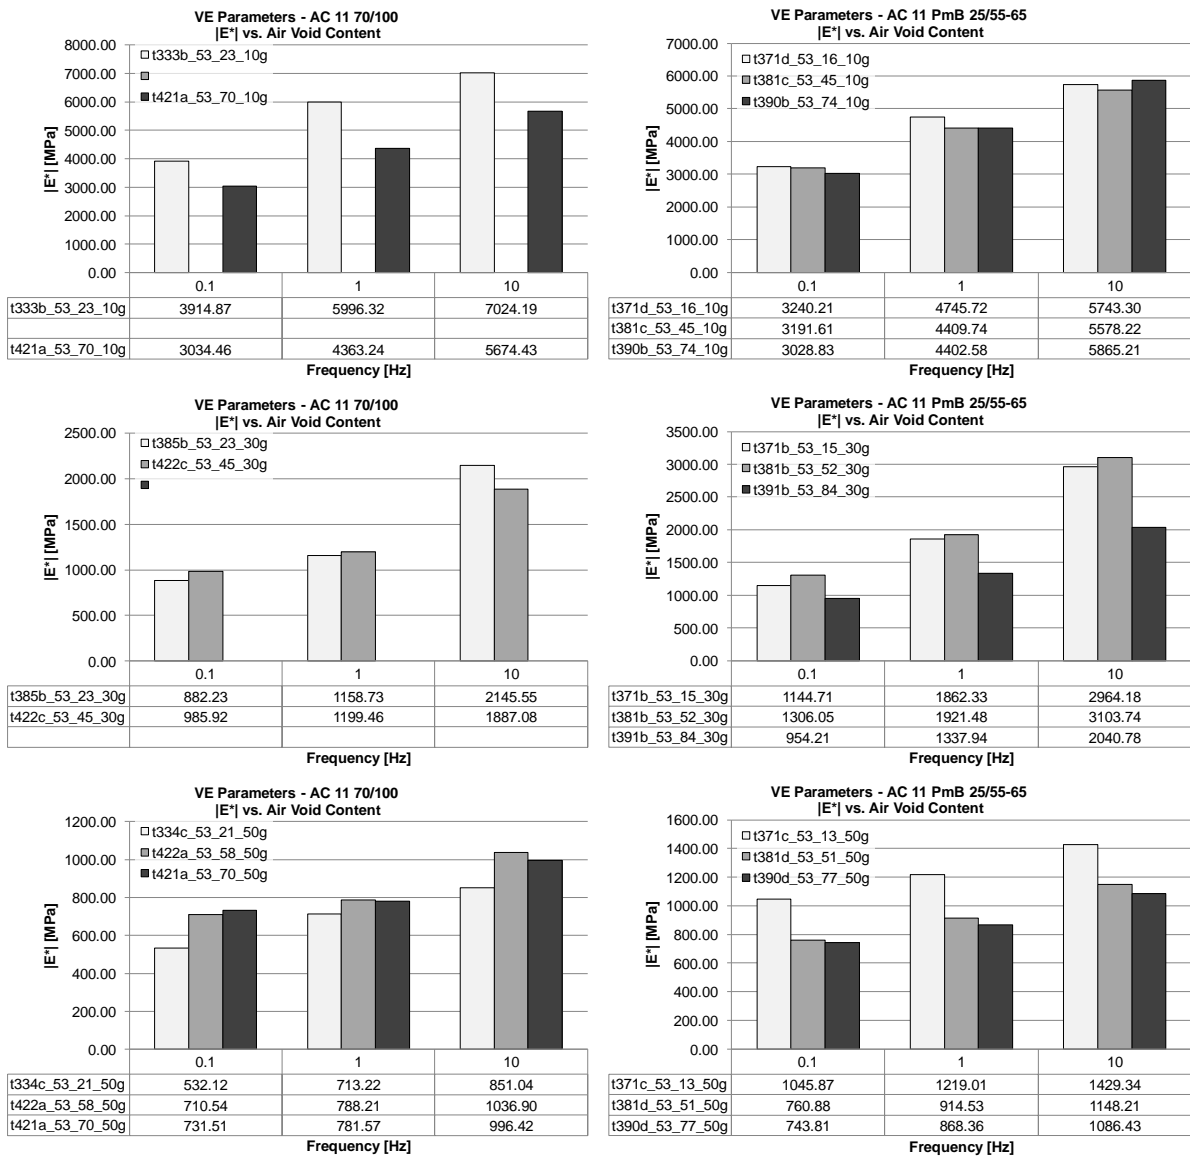 VE Parameters - AC 11 70/100
|E*| vs. Air Void Content
8000.00
7000.00
6000.00
5000.00
4000.00
3000.00
2000.00
1000.00
0.00
|E*| [MPa]
t333b_53_23_10g
t421a_53_70_10g
0.1 1 10
t333b_53_23_10g 3914.87 5996.32 7024.19
t421a_53_70_10g 3034.46 4363.24 5674.43
Frequency [Hz]
VE Parameters - AC 11 PmB 25/55-65
|E*| vs. Air Void Content
7000.00
6000.00
5000.00
4000.00
3000.00
2000.00
1000.00
0.00
|E*| [MPa]
t371d_53_16_10g
t381c_53_45_10g
t390b_53_74_10g
0.1 1 10
t371d_53_16_10g 3240.21 4745.72 5743.30
t381c_53_45_10g 3191.61 4409.74 5578.22
t390b_53_74_10g 3028.83 4402.58 5865.21
Frequency [Hz]
VE Parameters - AC 11 70/100
|E*| vs. Air Void Content
2500.00
2000.00
1500.00
1000.00
500.00
0.00
|E*| [MPa]
t385b_53_23_30g
t422c_53_45_30g
0.1 1 10
t385b_53_23_30g 882.23 1158.73 2145.55
t422c_53_45_30g 985.92 1199.46 1887.08
Frequency [Hz]
VE Parameters - AC 11 PmB 25/55-65
|E*| vs. Air Void Content
3500.00
3000.00
2500.00
2000.00
1500.00
1000.00
500.00
0.00
|E*| [MPa]
t371b_53_15_30g
t381b_53_52_30g
t391b_53_84_30g
0.1 1 10
t371b_53_15_30g 1144.71 1862.33 2964.18
t381b_53_52_30g 1306.05 1921.48 3103.74
t391b_53_84_30g 954.21 1337.94 2040.78
Frequency [Hz]
VE Parameters - AC 11 70/100
|E*| vs. Air Void Content
1200.00
1000.00
800.00
600.00
400.00
200.00
0.00
|E*| [MPa]
t334c_53_21_50g
t422a_53_58_50g
t421a_53_70_50g
0.1 1 10
t334c_53_21_50g 532.12 713.22 851.04
t422a_53_58_50g 710.54 788.21 1036.90
t421a_53_70_50g 731.51 781.57 996.42
Frequency [Hz]
VE Parameters - AC 11 PmB 25/55-65
|E*| vs. Air Void Content
1600.00
1400.00
1200.00
1000.00
800.00
600.00
400.00
200.00
0.00
|E*| [MPa]
t371c_53_13_50g
t381d_53_51_50g
t390d_53_77_50g
0.1 1 10
t371c_53_13_50g 1045.87 1219.01 1429.34
t381d_53_51_50g 760.88 914.53 1148.21
t390d_53_77_50g 743.81 868.36 1086.43
Frequency [Hz]